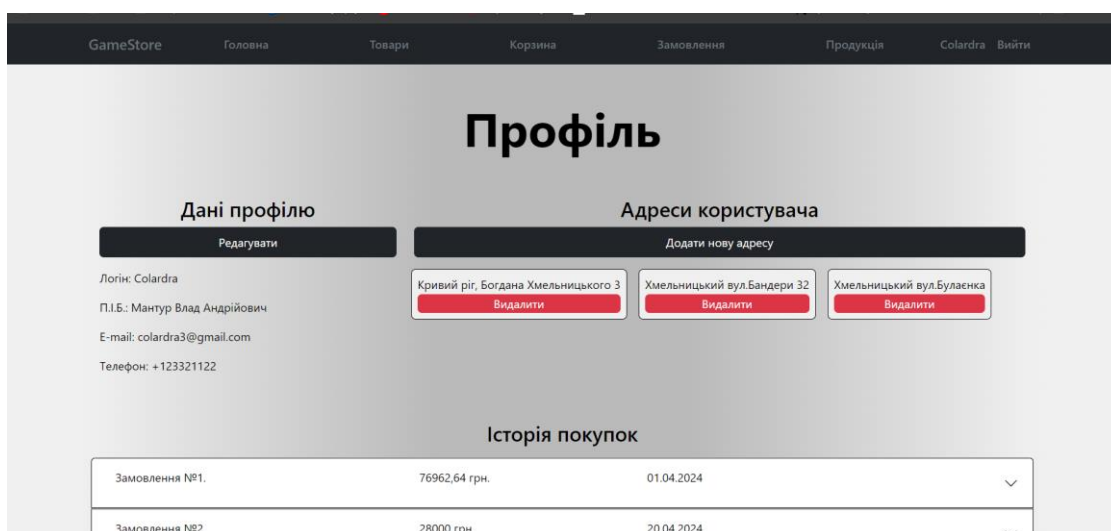 GameStore Головна Товари Корзина Замовлення Продукція Colardra Вийти
Профіль
Дані профілю
Редагувати
Логін: Colardra
П.І.Б.: Мантур Влад Андрійович
E-mail: colardra3@gmail.com
Телефон: +123321122
Адреси користувача
Додати нову адресу
Кривий ріг, Богдана Хмельницького 3
Видалити
Хмельницький вул.Бандери 32
Видалити
Хмельницький вул.Булаєнка
Видалити
Історія покупок
Замовлення №1. 76962,64 грн. 01.04.2024
Замовлення №2 28000 грн 20.04.2024